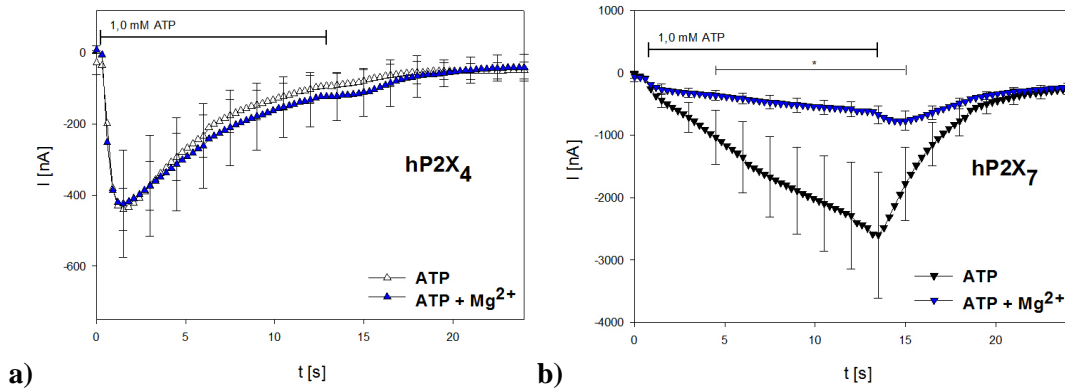 1,0 mM ATP
0
-200
-400
-600
I [nA]
hP2X4
ATP
ATP + Mg2+
0 5 10 15 20
t [s]
a)
1000
0
-1000
-2000
-3000
-4000
I [nA]
1,0 mM ATP
*
hP2X7
ATP
ATP + Mg2+
0 5 10 15 20
t [s]
b)